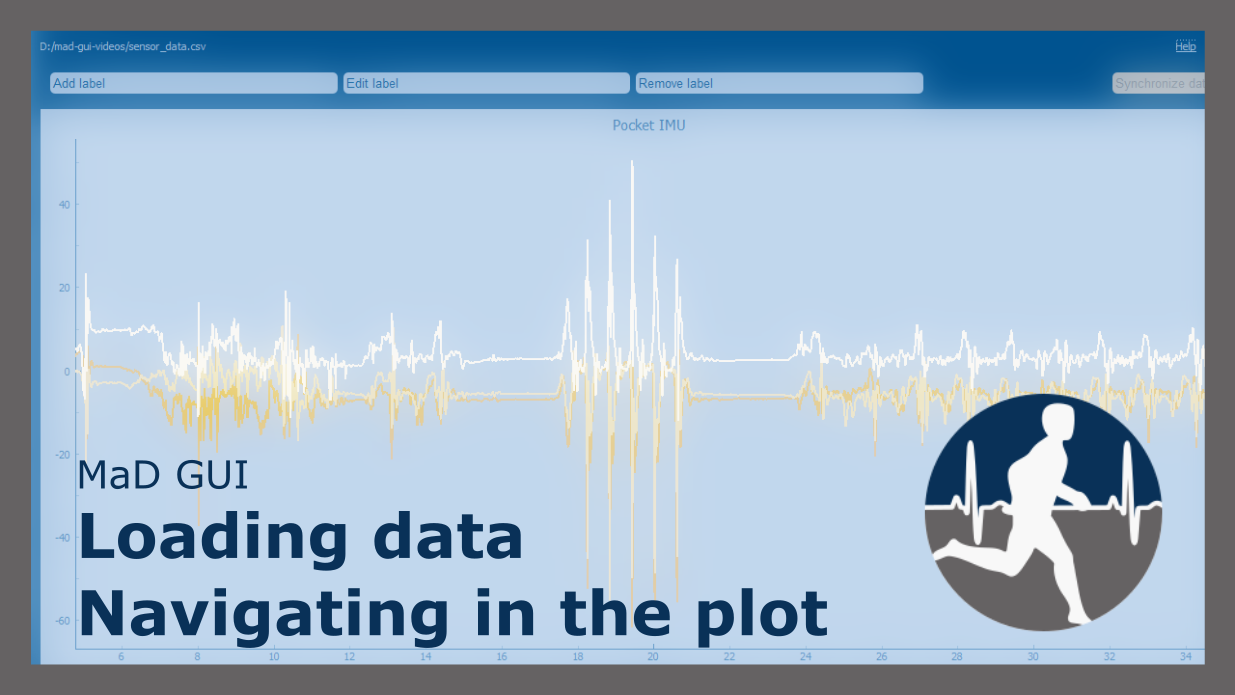 D:/mad-gui-videos/sensor_data.csv
Help
Add label
Edit label
Remove label
Synchronize dat
Pocket IMU
40
20
0
-20
-40
-60
MaD GUI
Loading data
Navigating in the plot
6 8 10 12 14 16 18 20 22 24 26 28 30 32 34